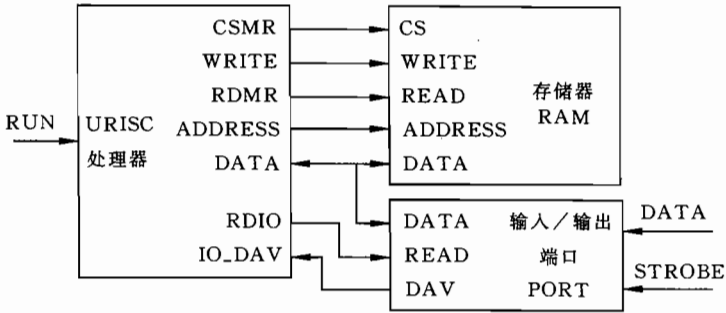 CSMR CS
WRITE WRITE
RDMR READ 存储器
RUN URISC ADDRESS ADDRESS RAM
处理器 DATA DATA
RDIO DATA 输入／输出 DATA
IO_DAV READ 端口 STROBE
DAV PORT